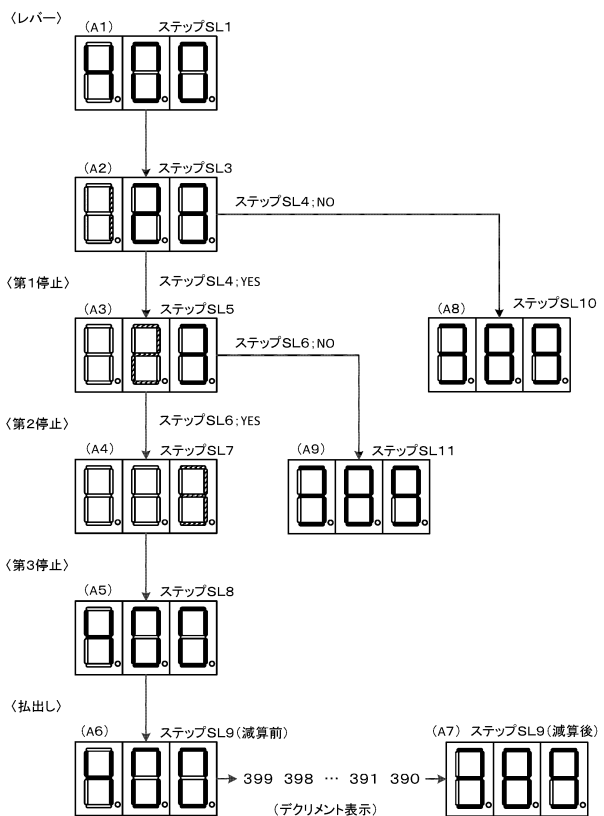 〈レバー〉
(A1) ステップSL1
(A2) ステップSL3
ステップSL4;NO
ステップSL4;YES
〈第1停止〉
(A3) ステップSL5
(A8) ステップSL10
ステップSL6;NO
ステップSL6;YES
〈第2停止〉
(A4) ステップSL7
(A9) ステップSL11
〈第3停止〉
(A5) ステップSL8
〈払出し〉
(A6) ステップSL9(減算前)
(A7) ステップSL9(減算後)
399 398 … 391 390
(デクリメント表示)